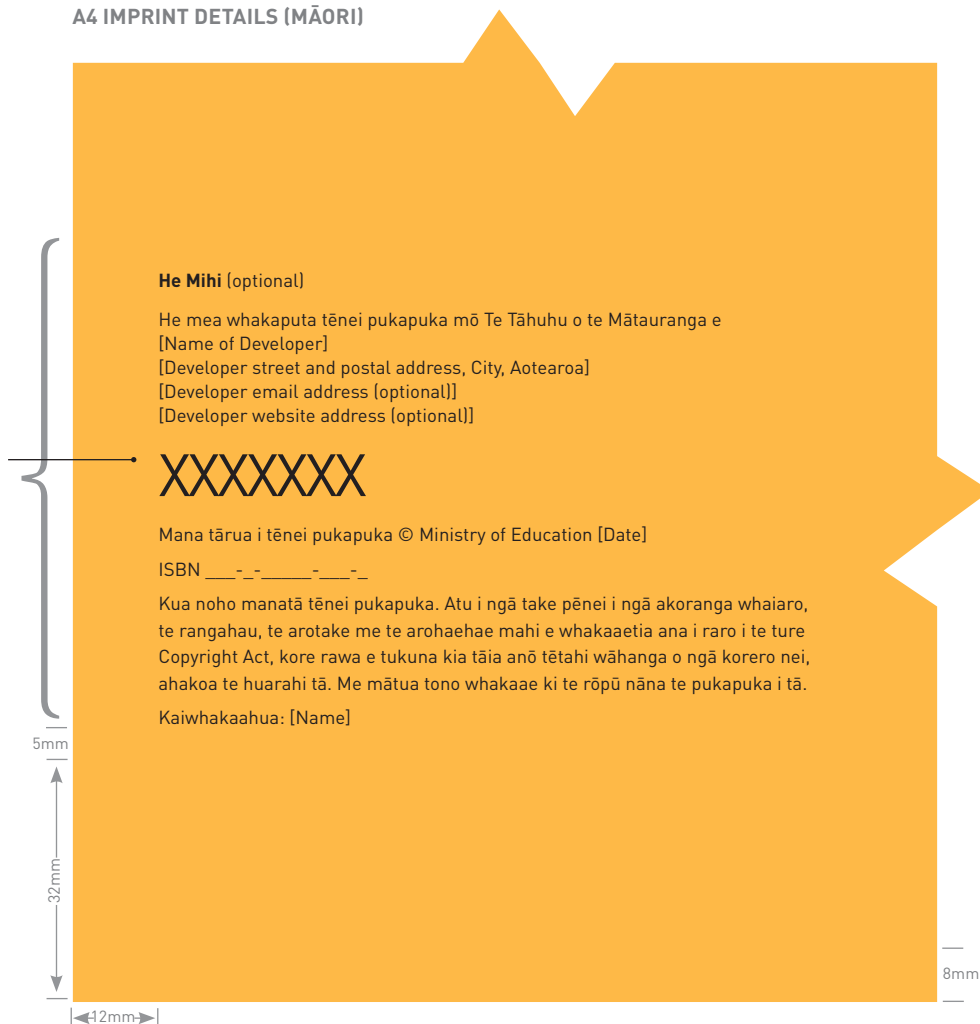 A4 IMPRINT DETAILS (MĀORI)
He Mihi (optional)
He mea whakaputa tēnei pukapuka mō Te Tāhuhu o te Mātauranga e
[Name of Developer]
[Developer street and postal address, City, Aotearoa]
[Developer email address (optional)]
[Developer website address (optional)]
XXXXXXX
Mana tārua i tēnei pukapuka © Ministry of Education [Date]
ISBN ___-_-_____-___-_
Kua noho manatā tēnei pukapuka. Atu i ngā take pēnei i ngā akoranga whaiaro,
te rangahau, te arotake me te arohaehae mahi e whakaaetia ana i raro i te ture
Copyright Act, kore rawa e tukuna kia tāia anō tētahi wāhanga o ngā korero nei,
ahakoa te huarahi tā. Me mātua tono whakaae ki te rōpū nāna te pukapuka i tā.
Kaiwhakaahua: [Name]
5mm
32mm
8mm
12mm